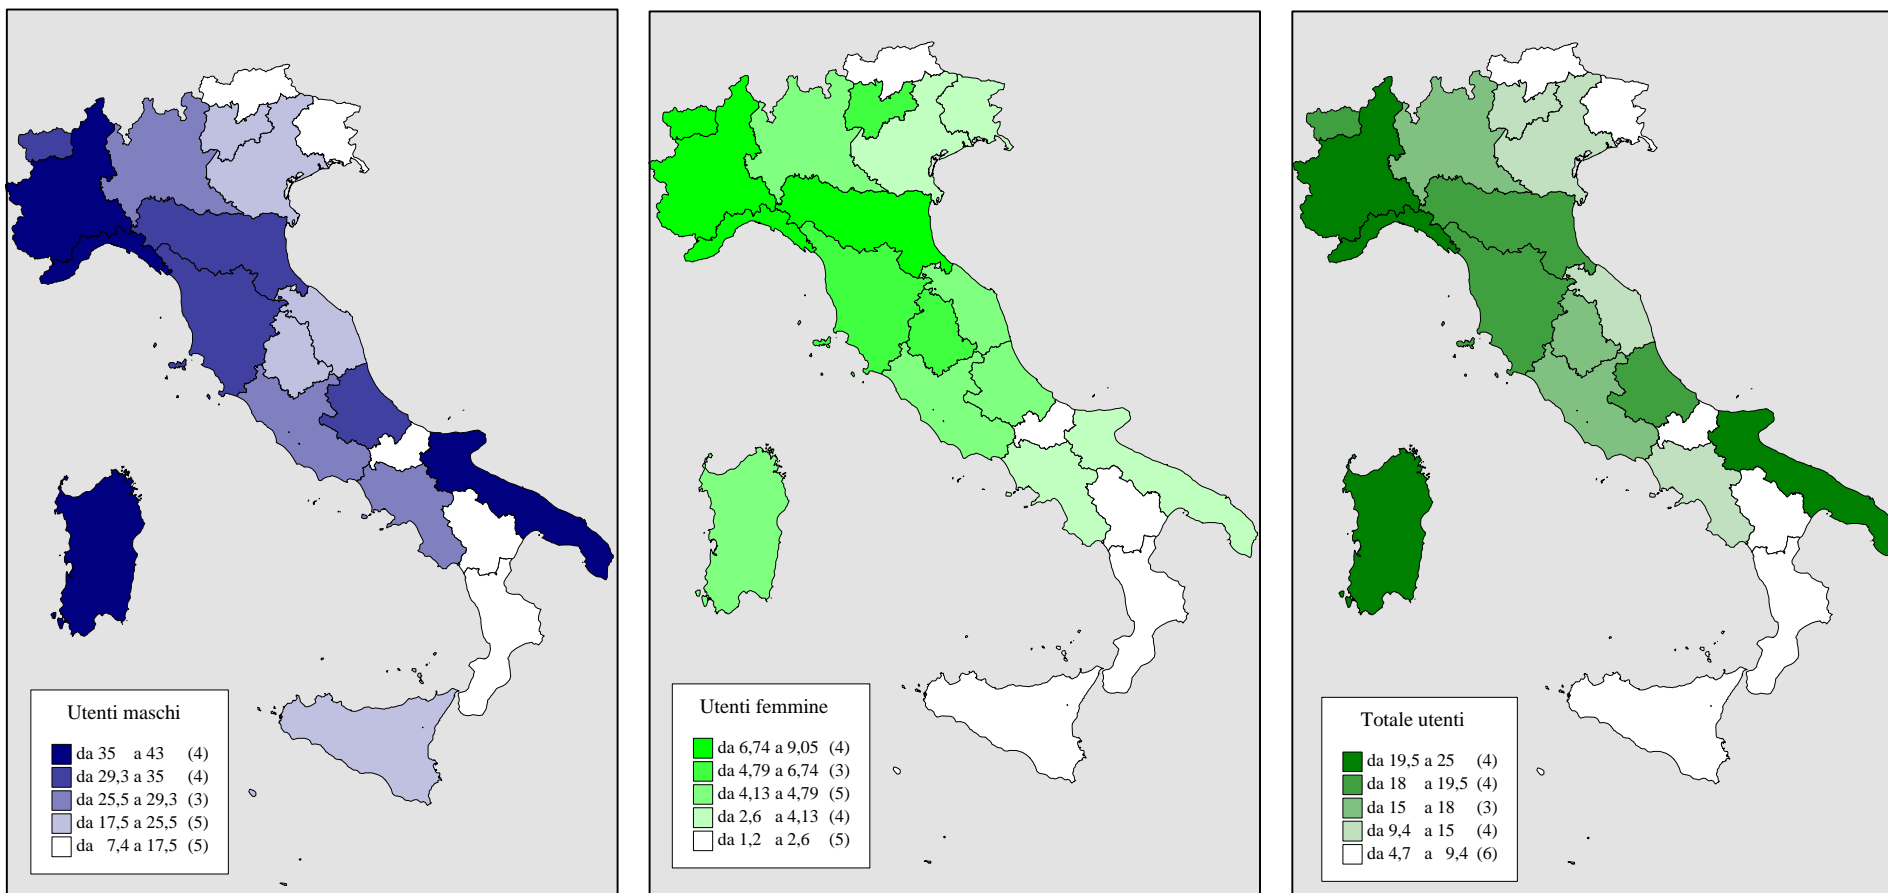 Utenti maschi
da 35 a 43 (4)
da 29,3 a 35 (4)
da 25,5 a 29,3 (3)
da 17,5 a 25,5 (5)
da 7,4 a 17,5 (5)
Utenti femmine
da 6,74 a 9,05 (4)
da 4,79 a 6,74 (3)
da 4,13 a 4,79 (5)
da 2,6 a 4,13 (4)
da 1,2 a 2,6 (5)
Totale utenti
da 19,5 a 25 (4)
da 18 a 19,5 (4)
da 15 a 18 (3)
da 9,4 a 15 (4)
da 4,7 a 9,4 (6)